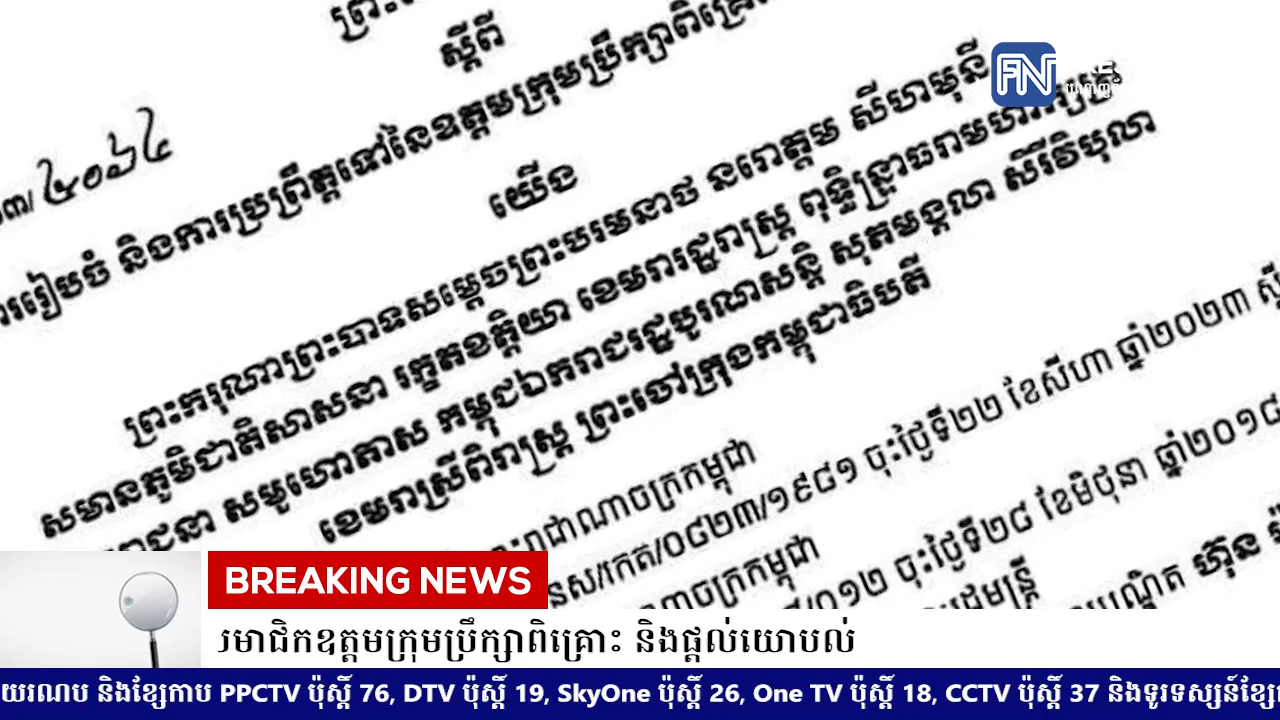 ស្តីពី
រៀបចំ និងការប្រព្រឹត្តទៅនៃឧត្តមក្រុមប្រឹក្សាពិគ្រោះ
យើង
ព្រះករុណាព្រះបាទសម្តេចព្រះបរមនាថ នរោត្តម សីហមុនី
សមានភូមិជាតិសាសនា រក្ខតខត្តិយា ខេមរារដ្ឋរាស្ត្រ ពុទ្ធិន្ទ្រាធរាមហាក្សត្រ
សមូហោភាស កម្ពុជឯករាជរដ្ឋបូរណសន្តិ សុភមង្គលា សិរីវិបុលា
ខេមរាស្រីពិរាស្ត្រ ព្រះចៅក្រុងកម្ពុជាធិបតី
រាជាណាចក្រកម្ពុជា
នស/រកត/០៨២៣/១៩៨១ ចុះថ្ងៃទី២២ ខែសីហា ឆ្នាំ២០២៣
ណាចក្រកម្ពុជា
/០១២ ចុះថ្ងៃទី២៨ ខែមិថុនា ឆ្នាំ២០១៨
បណ្ឌិត ហ៊ុន
FN
BREAKING NEWS
មាជិកឧត្តមក្រុមប្រឹក្សាពិគ្រោះ និងផ្តល់យោបល់
យរណប និងខ្សែកាប PPCTV ប៉ុស្តិ៍ 76, DTV ប៉ុស្តិ៍ 19, SkyOne ប៉ុស្តិ៍ 26, One TV ប៉ុស្តិ៍ 18, CCTV ប៉ុស្តិ៍ 37 និងទូរទស្សន៍ខ្សែ